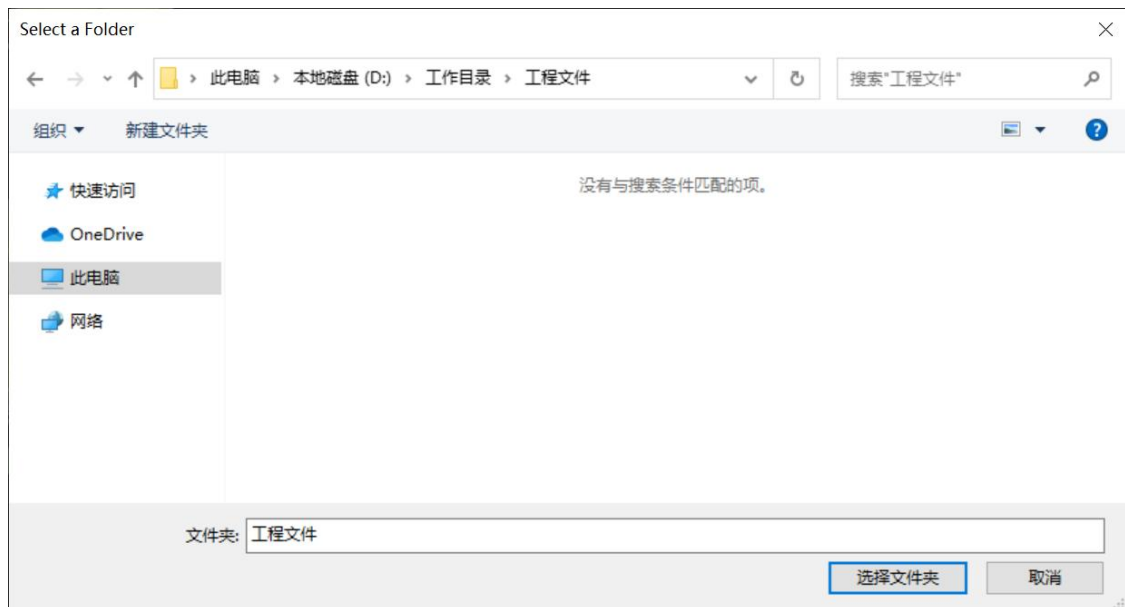 Select a Folder
此电脑 › 本地磁盘 (D:) › 工作目录 › 工程文件
搜索"工程文件"
组织 新建文件夹
快速访问
没有与搜索条件匹配的项。
OneDrive
此电脑
网络
文件夹: 工程文件
选择文件夹 取消